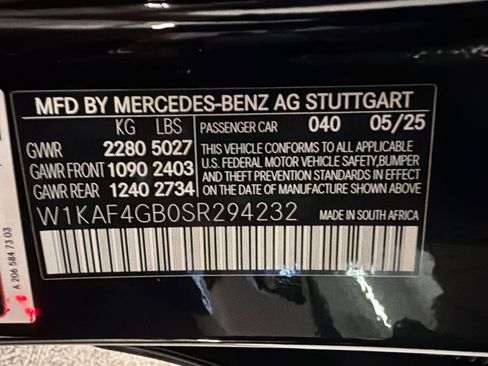 MFD BY MERCEDES-BENZ AG STUTTGART
KG LBS
GVWR 2280 5027
GAWR FRONT 1090 2403
GAWR REAR 1240 2734
PASSENGER CAR 040 05/25
THIS VEHICLE CONFORMS TO ALL APPLICABLE
U.S. FEDERAL MOTOR VEHICLE SAFETY,BUMPER
AND THEFT PREVENTION STANDARDS IN EFFECT
ON THE DATE OF MANUFACTURE SHOWN ABOVE.
W1KAF4GB0SR294232 MADE IN SOUTH AFRICA
A 206 584 73 03